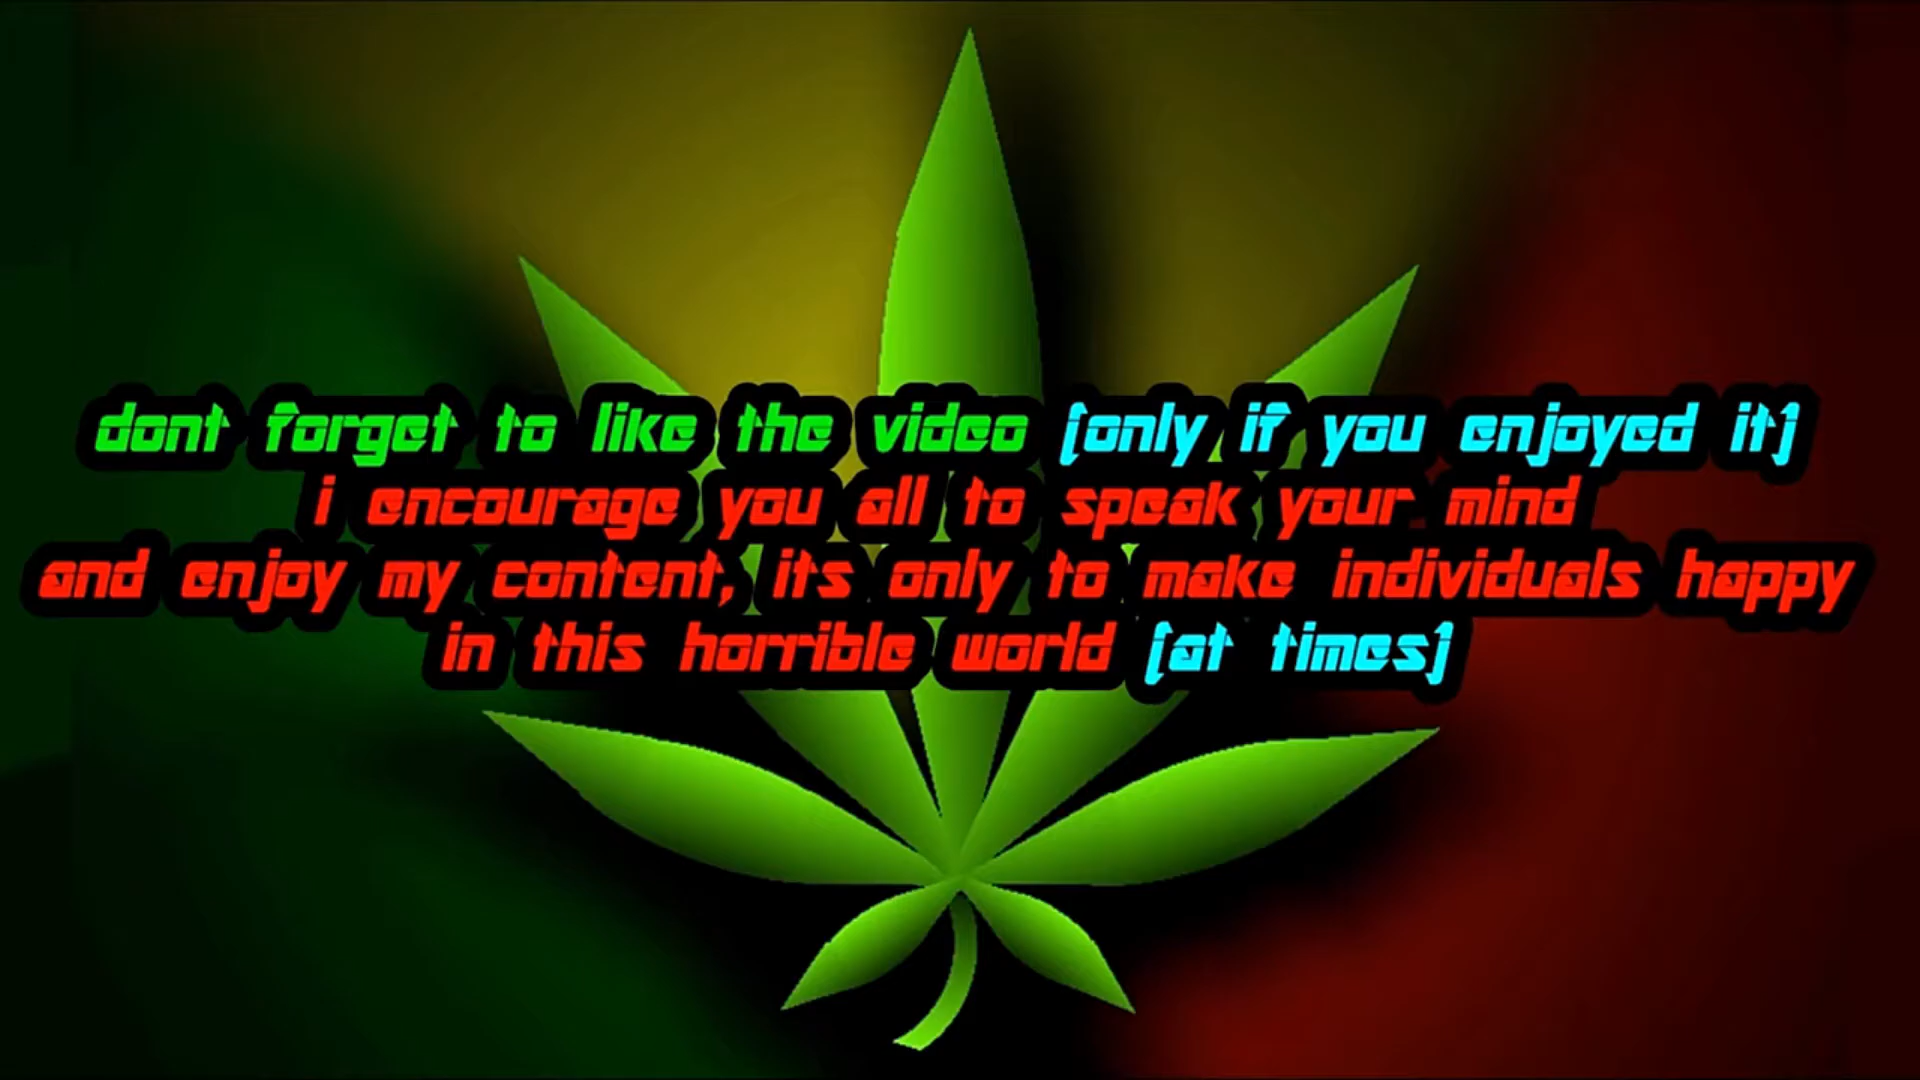 dont forget to like the video (only if you enjoyed it)
i encourage you all to speak your mind
and enjoy my content, its only to make individuals happy
in this horrible world (at times)